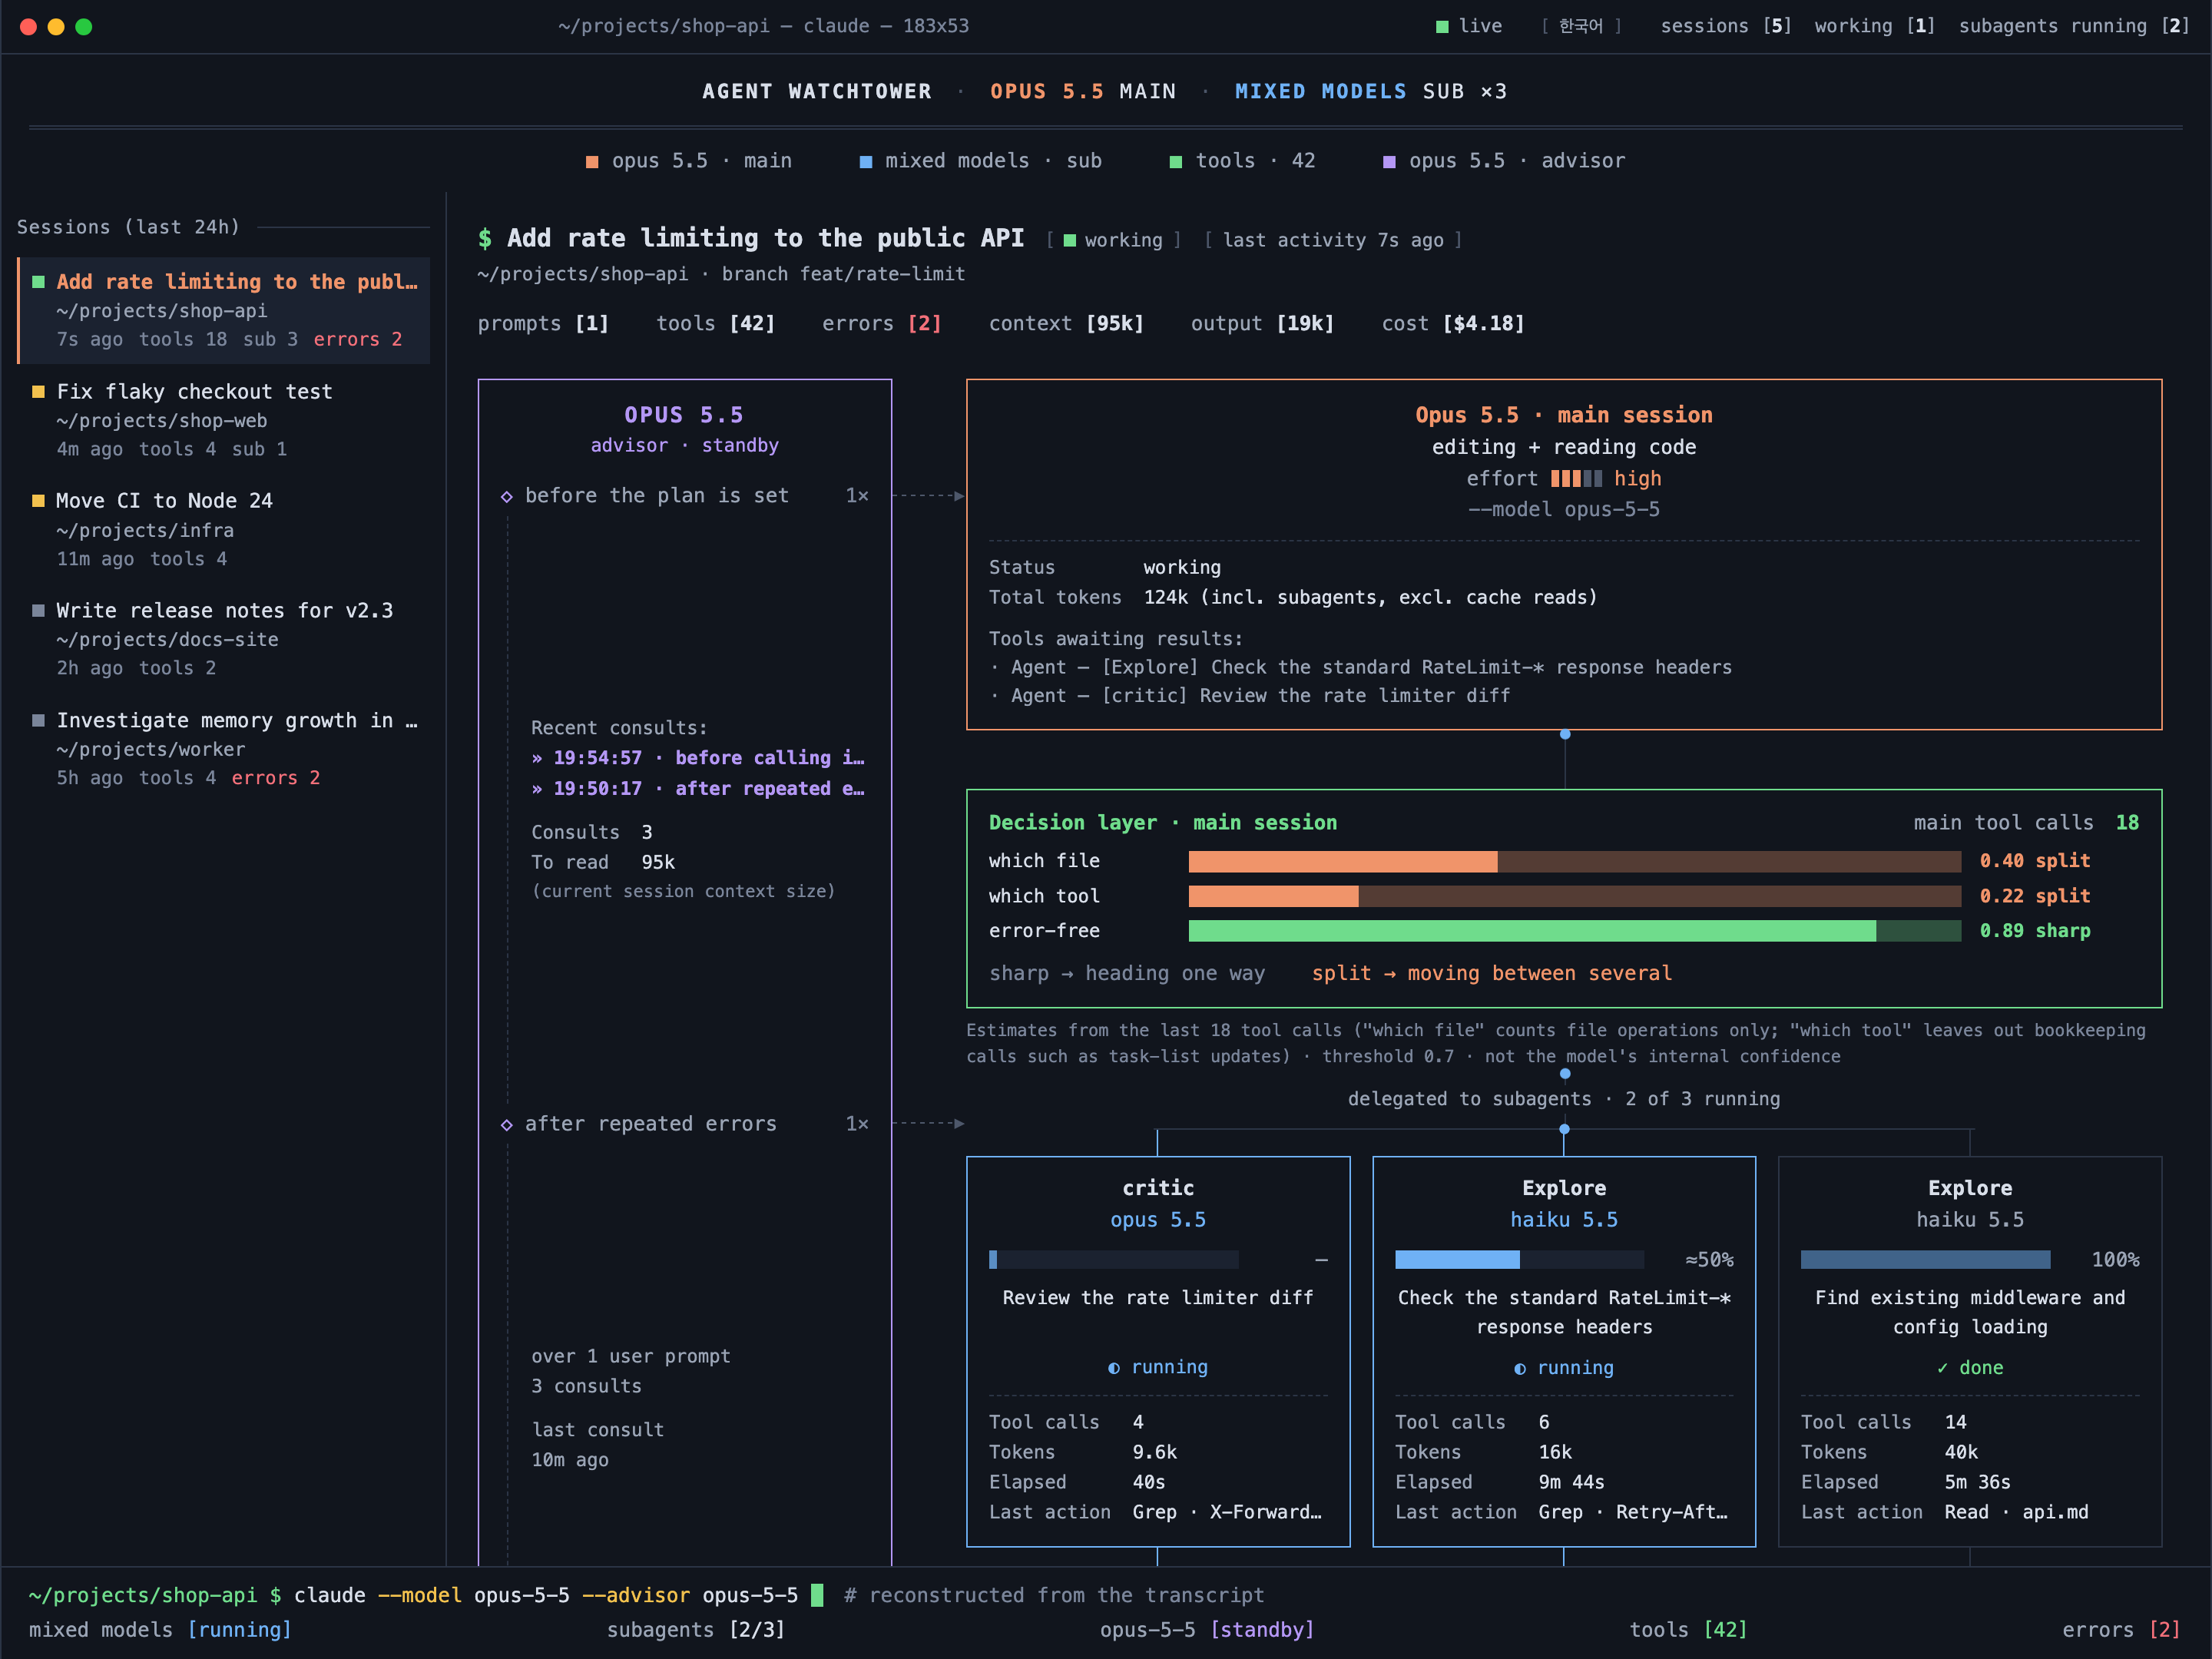 ~/projects/shop-api — claude — 183x53
live [ 한국어 ] sessions [5] working [1] subagents running [2]
AGENT WATCHTOWER · OPUS 5.5 MAIN · MIXED MODELS SUB ×3
opus 5.5 · main mixed models · sub tools · 42 opus 5.5 · advisor
Sessions (last 24h)
Add rate limiting to the publ…
~/projects/shop-api
7s ago tools 18 sub 3 errors 2
Fix flaky checkout test
~/projects/shop-web
4m ago tools 4 sub 1
Move CI to Node 24
~/projects/infra
11m ago tools 4
Write release notes for v2.3
~/projects/docs-site
2h ago tools 2
Investigate memory growth in …
~/projects/worker
5h ago tools 4 errors 2
$ Add rate limiting to the public API [ working ] [ last activity 7s ago ]
~/projects/shop-api · branch feat/rate-limit
prompts [1] tools [42] errors [2] context [95k] output [19k] cost [$4.18]
OPUS 5.5
advisor · standby
◇ before the plan is set 1×
Recent consults:
» 19:54:57 · before calling i…
» 19:50:17 · after repeated e…
Consults 3
To read 95k
(current session context size)
◇ after repeated errors 1×
over 1 user prompt
3 consults
last consult
10m ago
Opus 5.5 · main session
editing + reading code
effort high
--model opus-5-5
Status working
Total tokens 124k (incl. subagents, excl. cache reads)
Tools awaiting results:
· Agent — [Explore] Check the standard RateLimit-* response headers
· Agent — [critic] Review the rate limiter diff
Decision layer · main session main tool calls 18
which file 0.40 split
which tool 0.22 split
error-free 0.89 sharp
sharp → heading one way split → moving between several
Estimates from the last 18 tool calls ("which file" counts file operations only; "which tool" leaves out bookkeeping
calls such as task-list updates) · threshold 0.7 · not the model's internal confidence
delegated to subagents · 2 of 3 running
critic
opus 5.5
—
Review the rate limiter diff
◐ running
Tool calls 4
Tokens 9.6k
Elapsed 40s
Last action Grep · X-Forward…
Explore
haiku 5.5
≈50%
Check the standard RateLimit-*
response headers
◐ running
Tool calls 6
Tokens 16k
Elapsed 9m 44s
Last action Grep · Retry-Aft…
Explore
haiku 5.5
100%
Find existing middleware and
config loading
✓ done
Tool calls 14
Tokens 40k
Elapsed 5m 36s
Last action Read · api.md
~/projects/shop-api $ claude --model opus-5-5 --advisor opus-5-5 # reconstructed from the transcript
mixed models [running] subagents [2/3] opus-5-5 [standby] tools [42] errors [2]